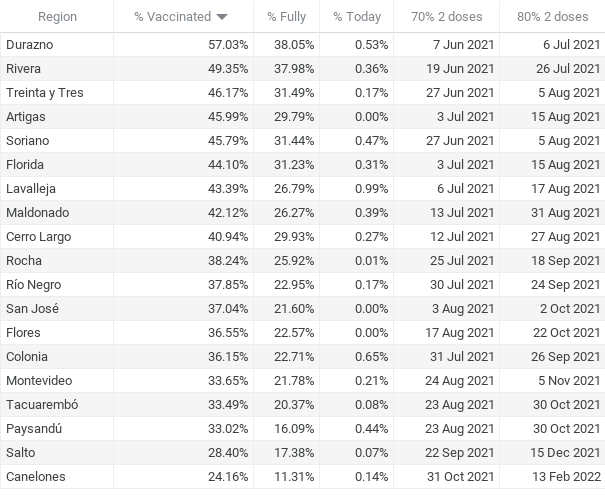 Region % Vaccinated % Fully % Today 70% 2 doses 80% 2 doses
Durazno 57.03% 38.05% 0.53% 7 Jun 2021 6 Jul 2021
Rivera 49.35% 37.98% 0.36% 19 Jun 2021 26 Jul 2021
Treinta y Tres 46.17% 31.49% 0.17% 27 Jun 2021 5 Aug 2021
Artigas 45.99% 29.79% 0.00% 3 Jul 2021 15 Aug 2021
Soriano 45.79% 31.44% 0.47% 27 Jun 2021 5 Aug 2021
Florida 44.10% 31.23% 0.31% 3 Jul 2021 15 Aug 2021
Lavalleja 43.39% 26.79% 0.99% 6 Jul 2021 17 Aug 2021
Maldonado 42.12% 26.27% 0.39% 13 Jul 2021 31 Aug 2021
Cerro Largo 40.94% 29.93% 0.27% 12 Jul 2021 27 Aug 2021
Rocha 38.24% 25.92% 0.01% 25 Jul 2021 18 Sep 2021
Río Negro 37.85% 22.95% 0.17% 30 Jul 2021 24 Sep 2021
San José 37.04% 21.60% 0.00% 3 Aug 2021 2 Oct 2021
Flores 36.55% 22.57% 0.00% 17 Aug 2021 22 Oct 2021
Colonia 36.15% 22.71% 0.65% 31 Jul 2021 26 Sep 2021
Montevideo 33.65% 21.78% 0.21% 24 Aug 2021 5 Nov 2021
Tacuarembó 33.49% 20.37% 0.08% 23 Aug 2021 30 Oct 2021
Paysandú 33.02% 16.09% 0.44% 23 Aug 2021 30 Oct 2021
Salto 28.40% 17.38% 0.07% 22 Sep 2021 15 Dec 2021
Canelones 24.16% 11.31% 0.14% 31 Oct 2021 13 Feb 2022